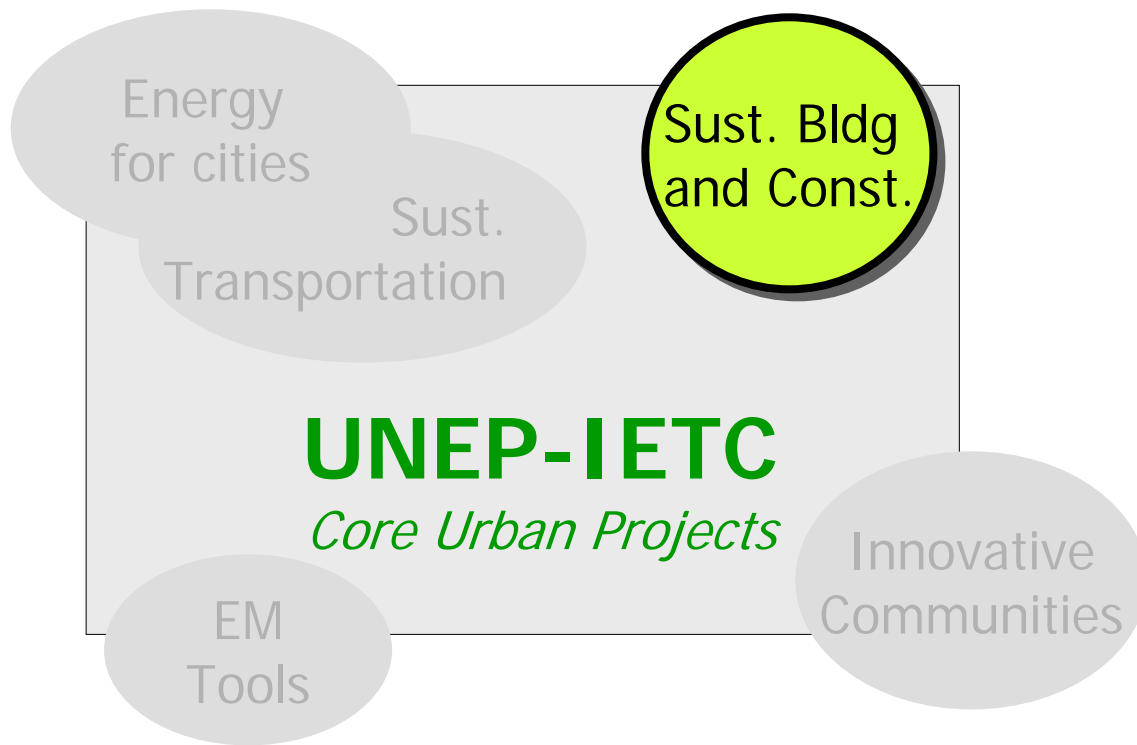 Energy
for cities
Sust.
Transportation
Sust. Bldg
and Const.
UNEP-IETC
Core Urban Projects
Innovative
Communities
EM
Tools